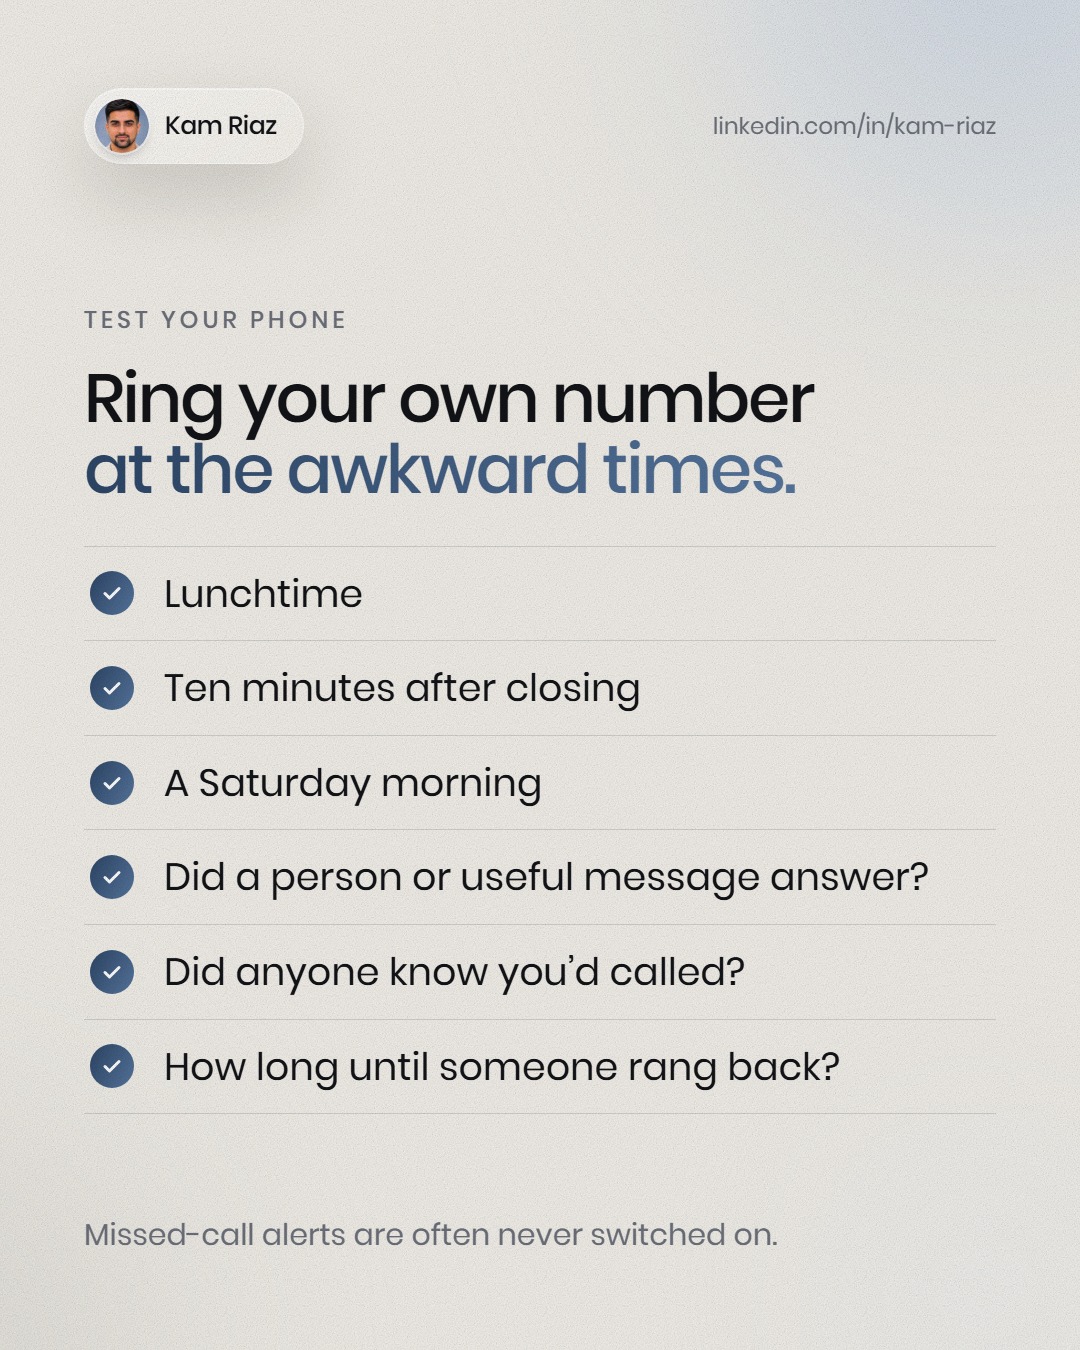 Kam Riaz
linkedin.com/in/kam-riaz
TEST YOUR PHONE
Ring your own number
at the awkward times.
Lunchtime
Ten minutes after closing
A Saturday morning
Did a person or useful message answer?
Did anyone know you’d called?
How long until someone rang back?
Missed-call alerts are often never switched on.